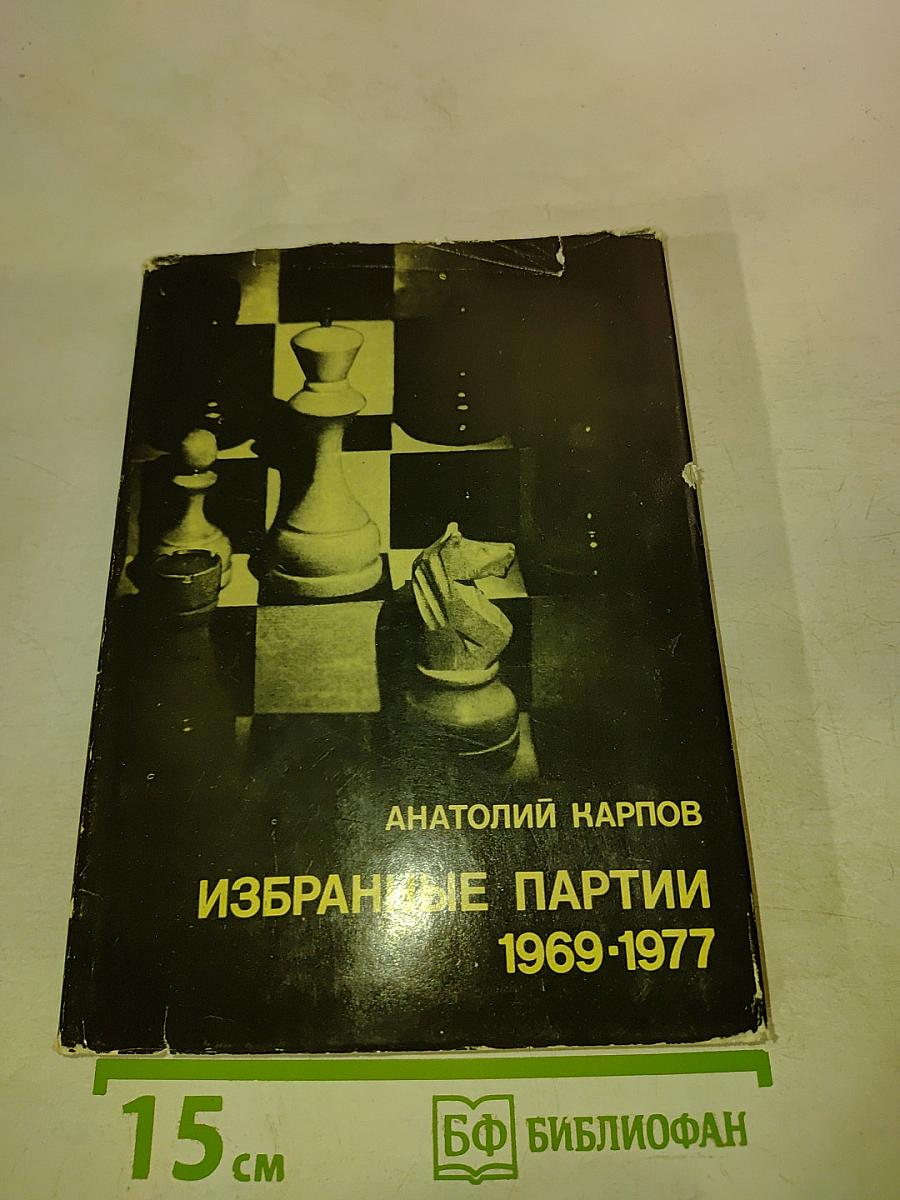 АНАТОЛИЙ КАРПОВ
ИЗБРАННЫЕ ПАРТИИ
1969·1977
15 см
БФ БИБЛИОФАН